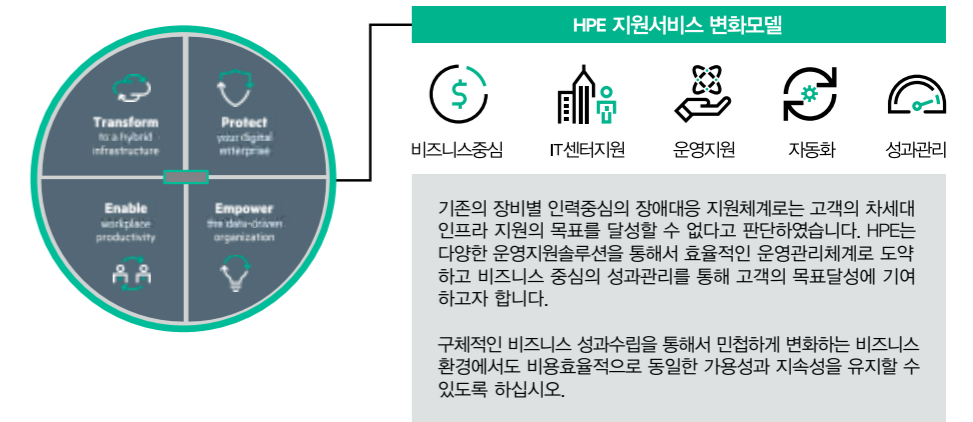 HPE 지원서비스 변화모델
Transform
to a hybrid
infrastructure
Protect
your digital
enterprise
Enable
workplace
productivity
Empower
the data-driven
organization
비즈니스중심
IT센터지원
운영지원
자동화
성과관리
기존의 장비별 인력중심의 장애대응 지원체계로는 고객의 차세대
인프라 지원의 목표를 달성할 수 없다고 판단하였습니다. HPE는
다양한 운영지원솔루션을 통해서 효율적인 운영관리체계로 도약
하고 비즈니스 중심의 성과관리를 통해 고객의 목표달성에 기여
하고자 합니다.
구체적인 비즈니스 성과수립을 통해서 민첩하게 변화하는 비즈니스
환경에서도 비용효율적으로 동일한 가용성과 지속성을 유지할 수
있도록 하십시오.